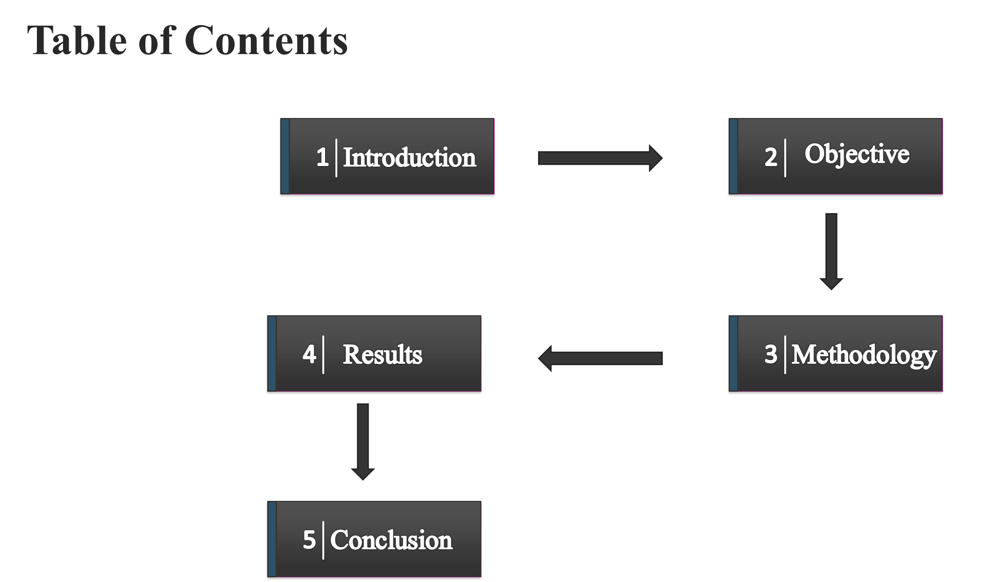 Table of Contents
1 Introduction
2 Objective
3 Methodology
4 Results
5 Conclusion